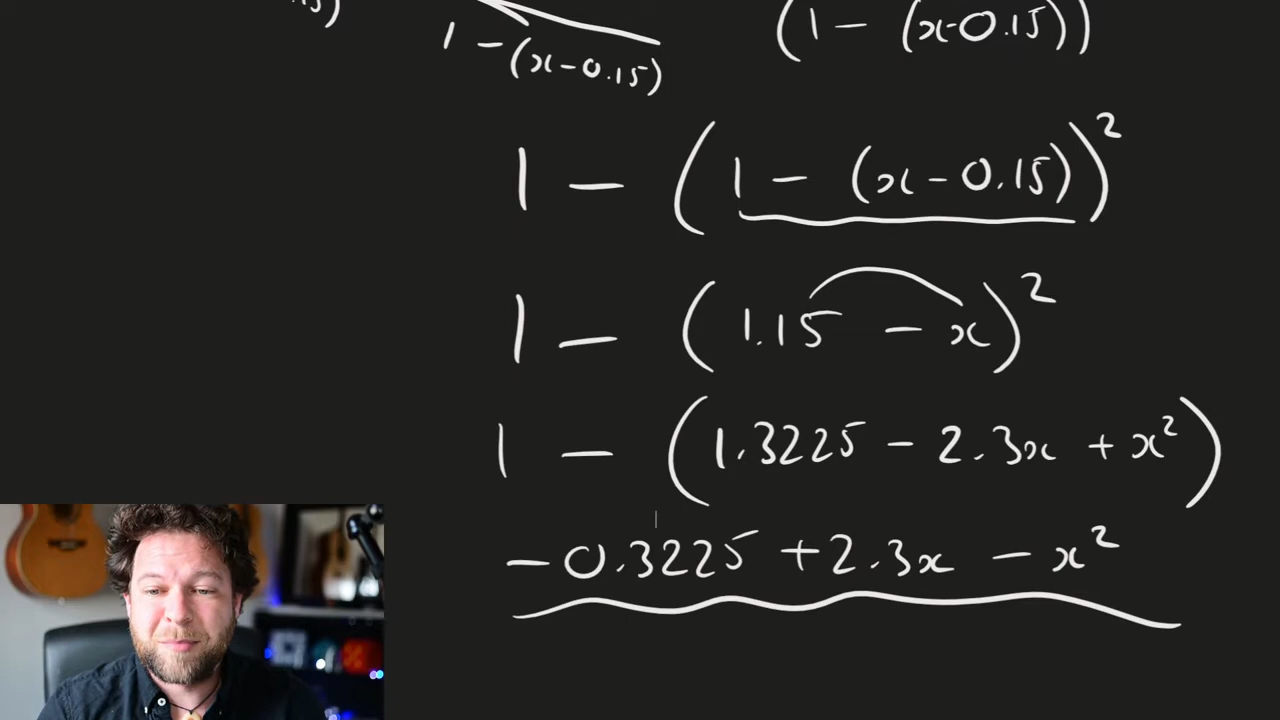 .15)
1 - (x-0.15)
(1 - (x-0.15))
1 - (1 - (x-0.15))²
1 - (1.15 - x)²
1 - (1.3225 - 2.3x + x²)
-0.3225 + 2.3x - x²